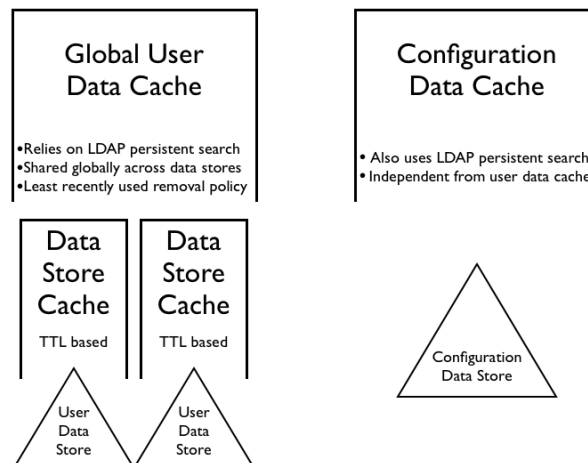 Global User
Data Cache
•Relies on LDAP persistent search
•Shared globally across data stores
•Least recently used removal policy
Configuration
Data Cache
• Also uses LDAP persistent search
• Independent from user data cache
Data
Store
Cache
TTL based
Data
Store
Cache
TTL based
User
Data
Store
User
Data
Store
Configuration
Data Store